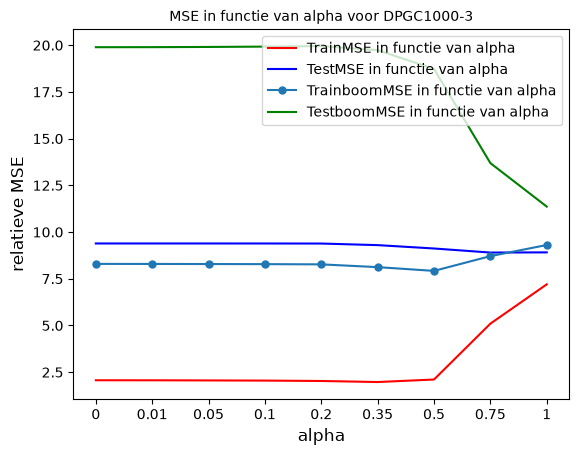 MSE in functie van alpha voor DPGC1000-3
TrainMSE in functie van alpha
TestMSE in functie van alpha
TrainboomMSE in functie van alpha
TestboomMSE in functie van alpha
relatieve MSE
20.0
17.5
15.0
12.5
10.0
7.5
5.0
2.5
0 0.01 0.05 0.1 0.2 0.35 0.5 0.75 1
alpha